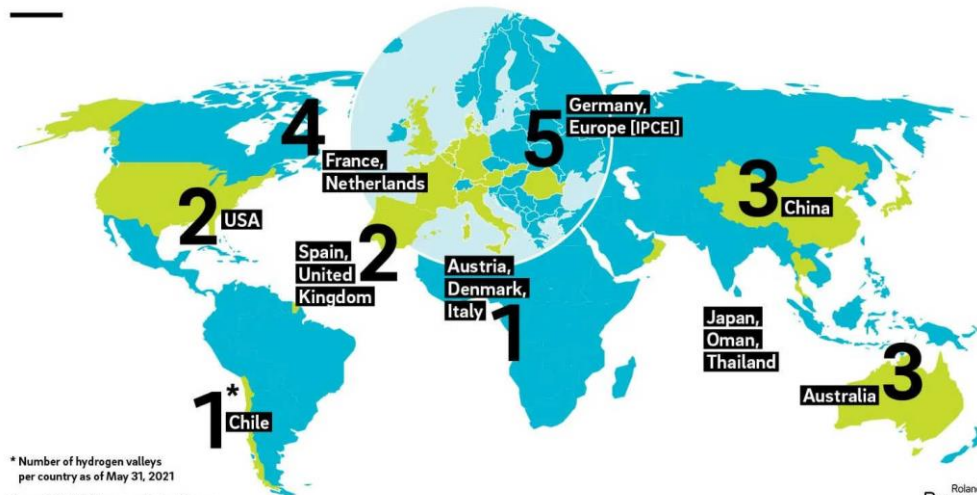 4
France,
Netherlands
5
Germany,
Europe [IPCEI]
2
USA
3
China
Spain,
United
Kingdom
2
Austria,
Denmark,
Italy
1
Japan,
Oman,
Thailand
Australia
3
1*
Chile
* Number of hydrogen valleys
per country as of May 31, 2021
Roland